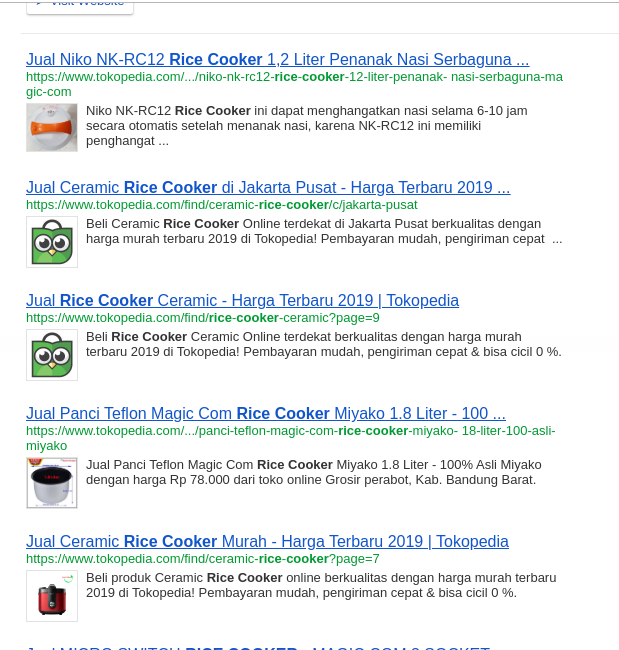 Visit Website
Jual Niko NK-RC12 Rice Cooker 1,2 Liter Penanak Nasi Serbaguna ...
https://www.tokopedia.com/.../niko-nk-rc12-rice-cooker-12-liter-penanak- nasi-serbaguna-ma
gic-com
Niko NK-RC12 Rice Cooker ini dapat menghangatkan nasi selama 6-10 jam
secara otomatis setelah menanak nasi, karena NK-RC12 ini memiliki
penghangat ...
Jual Ceramic Rice Cooker di Jakarta Pusat - Harga Terbaru 2019 ...
https://www.tokopedia.com/find/ceramic-rice-cooker/c/jakarta-pusat
Beli Ceramic Rice Cooker Online terdekat di Jakarta Pusat berkualitas dengan
harga murah terbaru 2019 di Tokopedia! Pembayaran mudah, pengiriman cepat ...
Jual Rice Cooker Ceramic - Harga Terbaru 2019 | Tokopedia
https://www.tokopedia.com/find/rice-cooker-ceramic?page=9
Beli Rice Cooker Ceramic Online terdekat berkualitas dengan harga murah
terbaru 2019 di Tokopedia! Pembayaran mudah, pengiriman cepat & bisa cicil 0 %.
Jual Panci Teflon Magic Com Rice Cooker Miyako 1.8 Liter - 100 ...
https://www.tokopedia.com/.../panci-teflon-magic-com-rice-cooker-miyako- 18-liter-100-asli-
miyako
Jual Panci Teflon Magic Com Rice Cooker Miyako 1.8 Liter - 100% Asli Miyako
dengan harga Rp 78.000 dari toko online Grosir perabot, Kab. Bandung Barat.
Jual Ceramic Rice Cooker Murah - Harga Terbaru 2019 | Tokopedia
https://www.tokopedia.com/find/ceramic-rice-cooker?page=7
Beli produk Ceramic Rice Cooker online berkualitas dengan harga murah terbaru
2019 di Tokopedia! Pembayaran mudah, pengiriman cepat & bisa cicil 0 %.
Jual MICRO SWITCH RICE COOKER - MAGIC COM 2 SOCKET